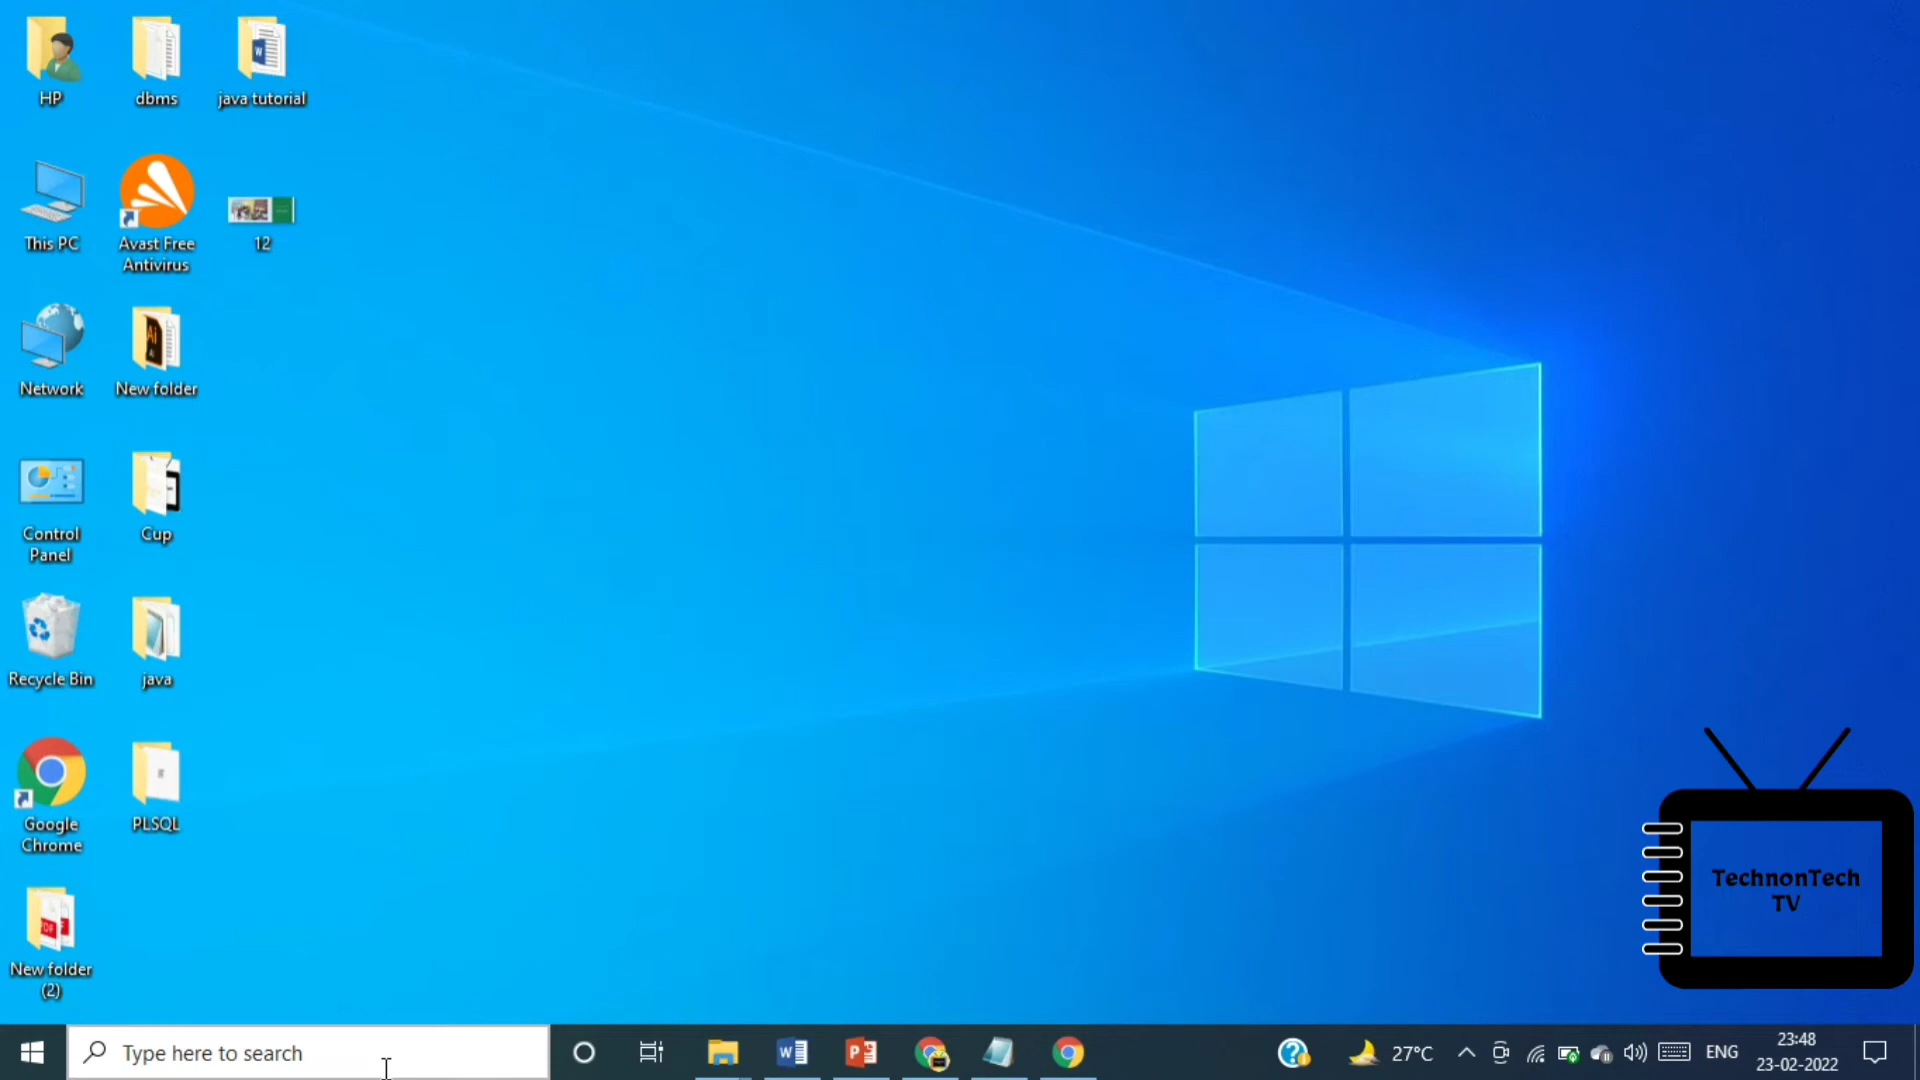 HP
dbms
java tutorial
This PC
Avast Free
Antivirus
12
Network
New folder
Control
Panel
Cup
Recycle Bin
java
Google
Chrome
PLSQL
New folder
(2)
TechnonTech
TV
Type here to search
27°C
ENG
23:48
23-02-2022